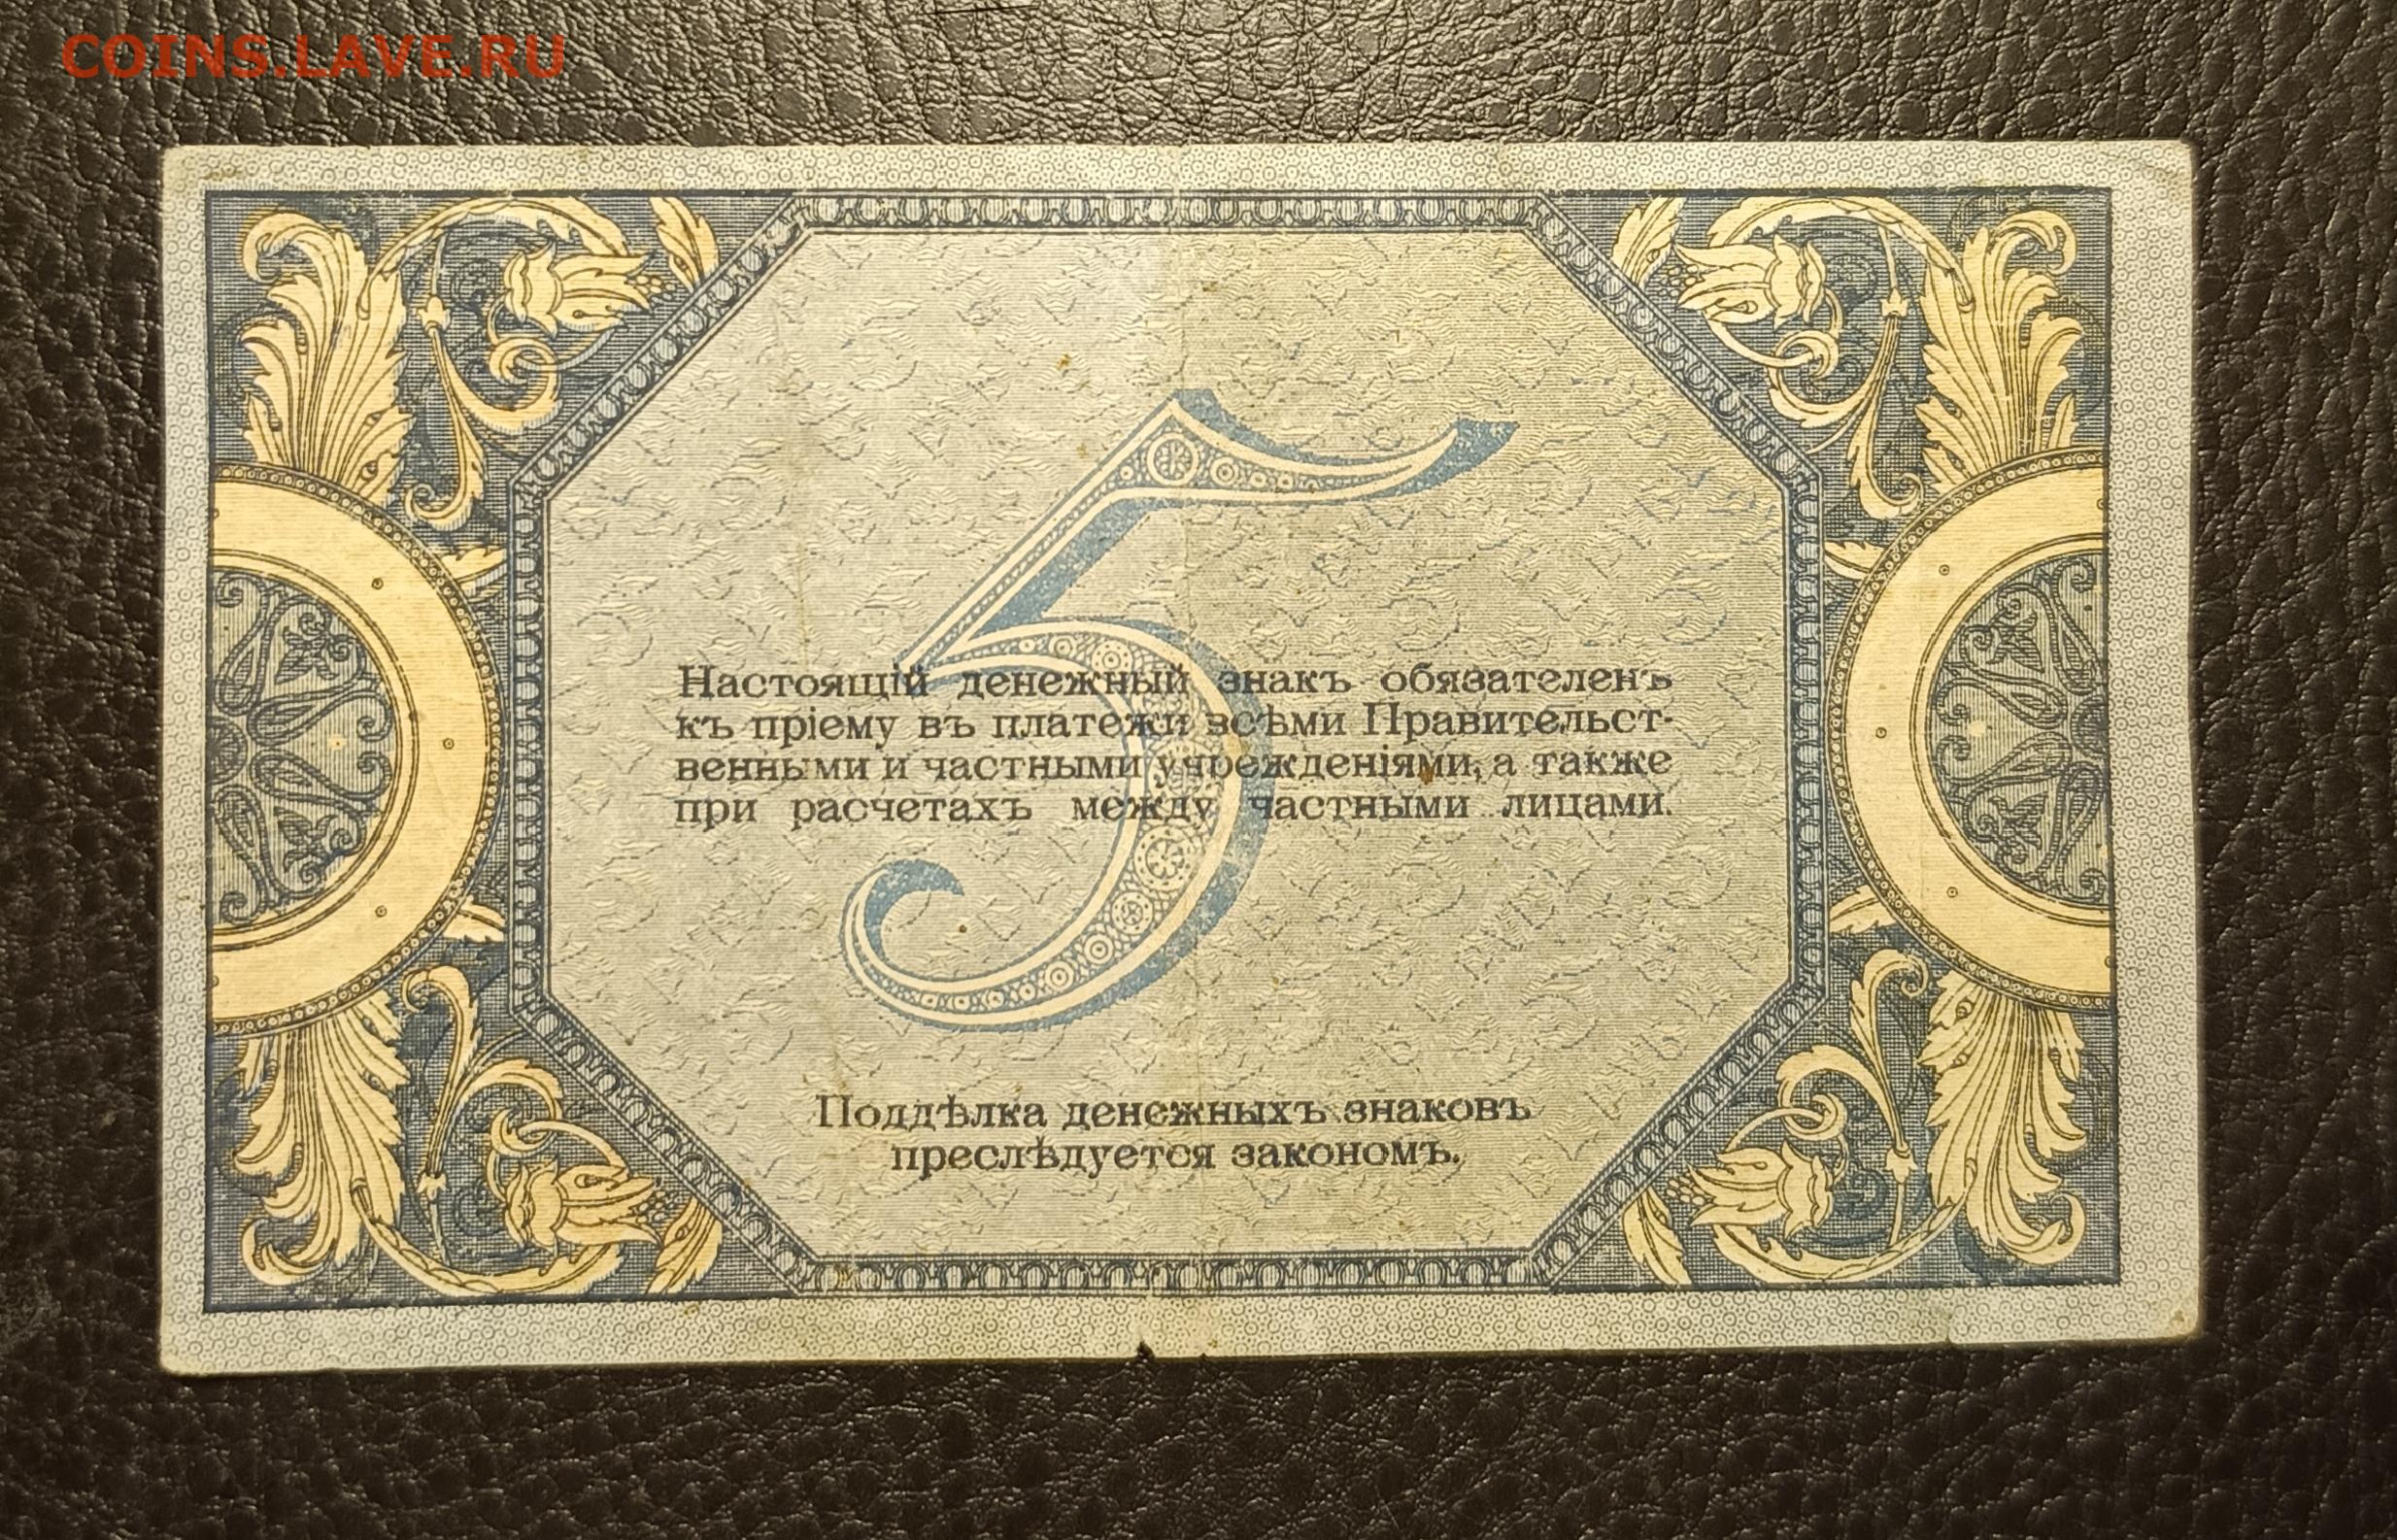 COINS.LAVE.RU
5
Настоящій денежный знакъ обязателенъ
къ пріему въ платежи всѣми Правительст-
венными и частными учрежденіями, а также
при расчетахъ между частными лицами.
Поддѣлка денежныхъ знаковъ
преслѣдуется закономъ.